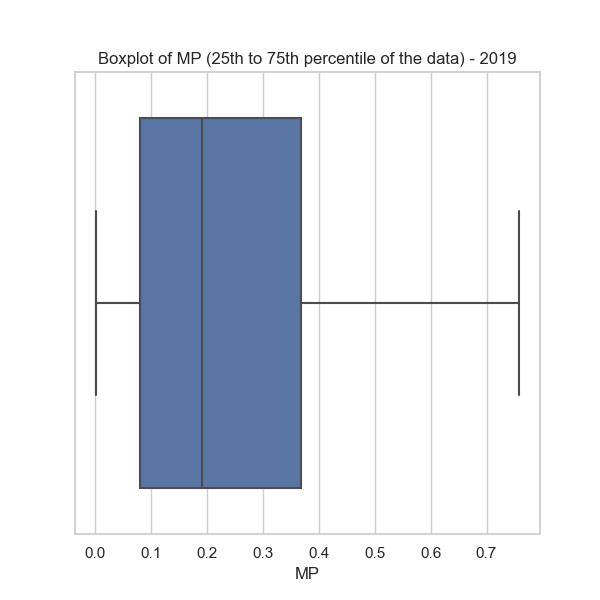 Boxplot of MP (25th to 75th percentile of the data) - 2019
0.0 0.1 0.2 0.3 0.4 0.5 0.6 0.7
MP